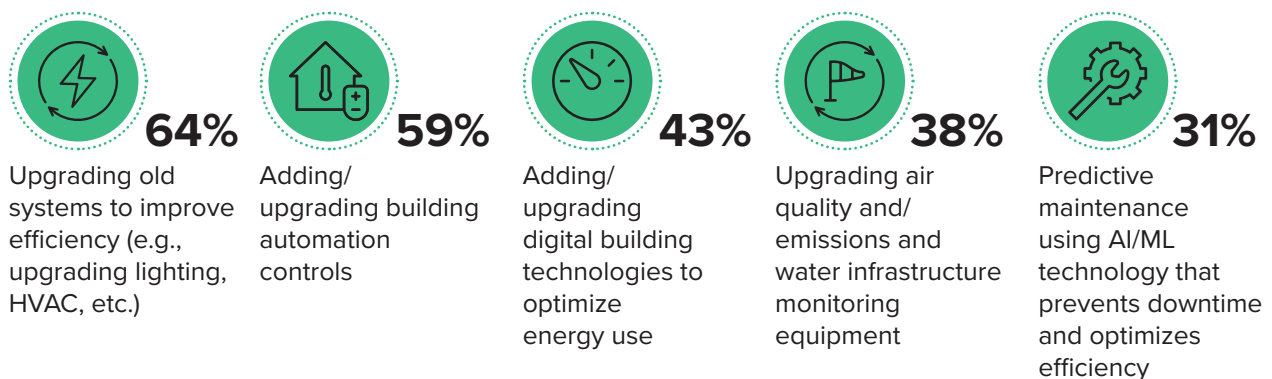 64%
Upgrading old
systems to improve
efficiency (e.g.,
upgrading lighting,
HVAC, etc.)
59%
Adding/
upgrading building
automation
controls
43%
Adding/
upgrading
digital building
technologies to
optimize
energy use
38%
Upgrading air
quality and/
emissions and
water infrastructure
monitoring
equipment
31%
Predictive
maintenance
using AI/ML
technology that
prevents downtime
and optimizes
efficiency